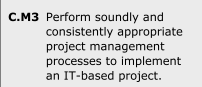 C.M3 Perform soundly and
consistently appropriate
project management
processes to implement
an IT-based project.